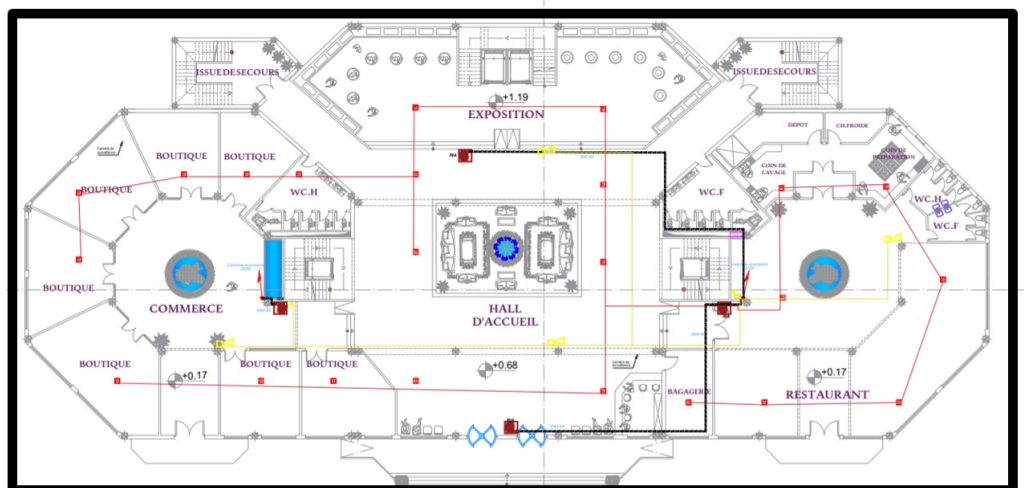 ISSUEDESECOURS
ISSUEDESECOURS
+1.19
EXPOSITION
DEPOT
CH.FROIDE
BOUTIQUE
BOUTIQUE
COIN DE
PREPARATION
COIN DE
LAVAGE
BOUTIQUE
WC.H
WC.F
WC.H
WC.F
BOUTIQUE
COMMERCE
HALL
D'ACCUEIL
BOUTIQUE
BOUTIQUE
BOUTIQUE
+0.17
+0.68
+0.17
BAGAGERIE
RESTAURANT